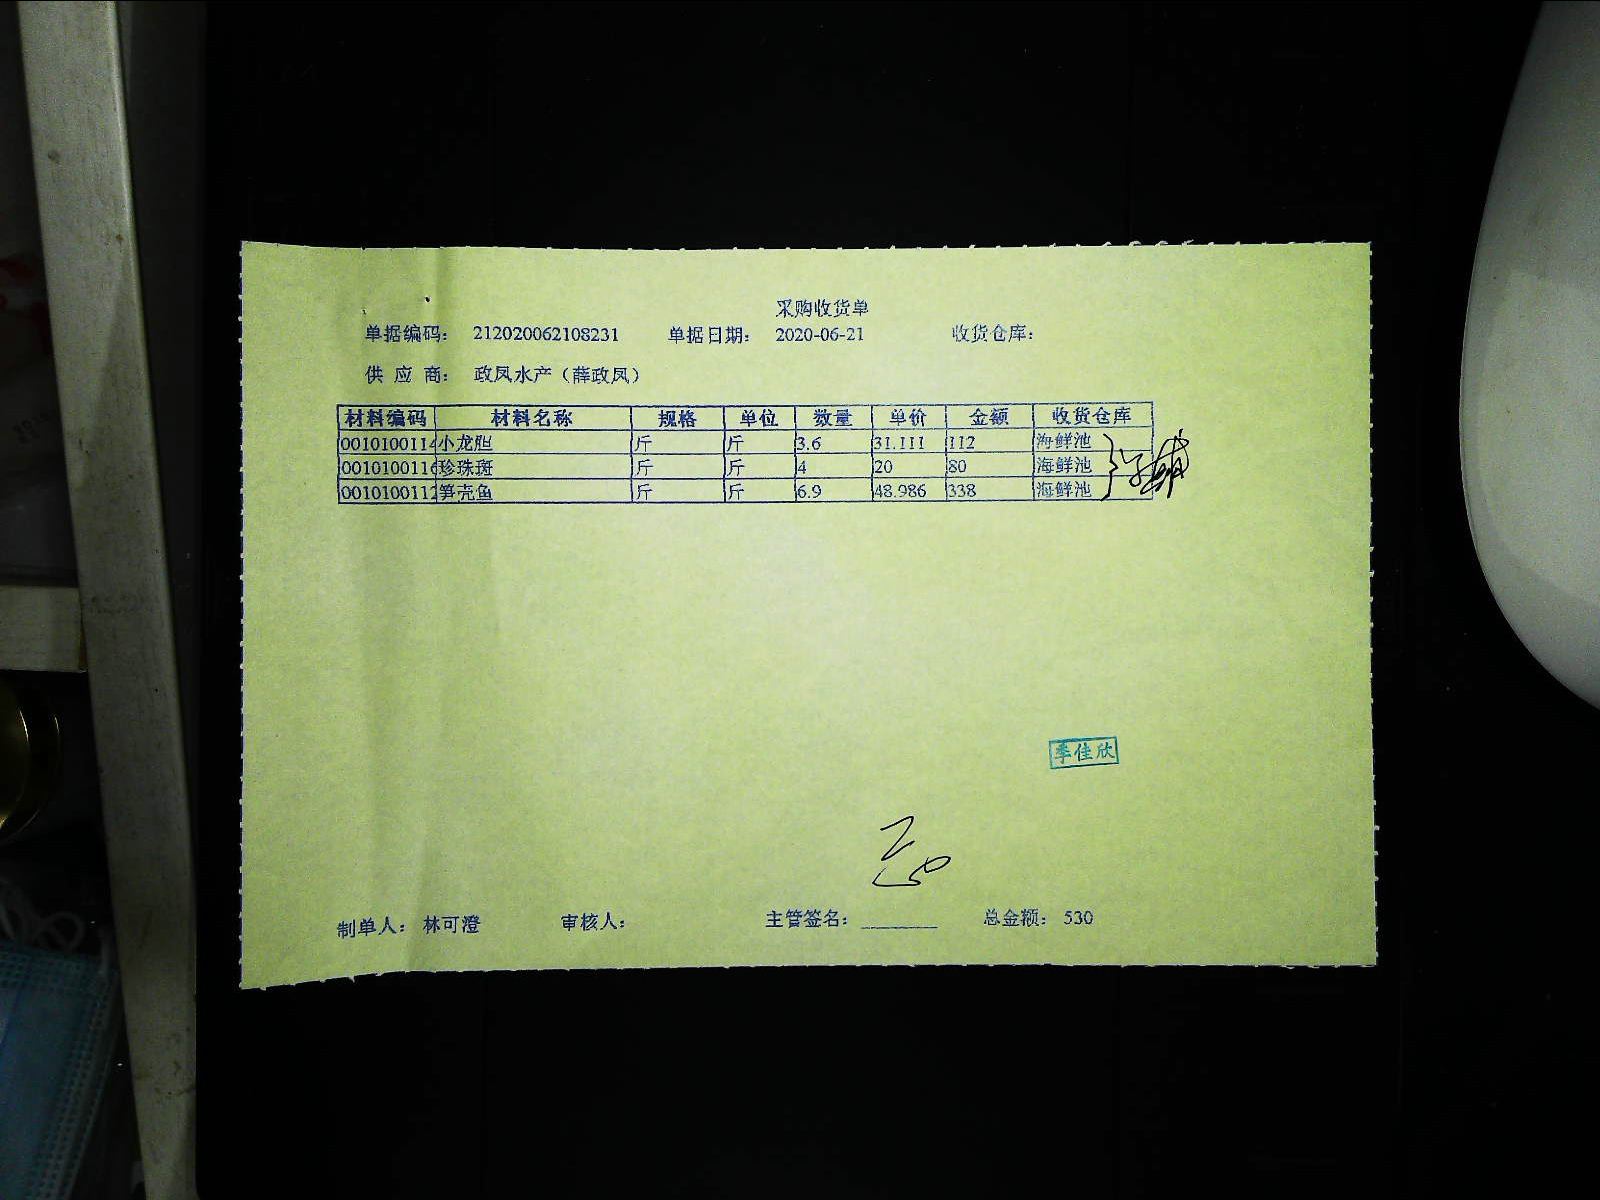 采购收货单
单据编码： 212020062108231 单据日期： 2020-06-21 收货仓库：
供 应 商： 政凤水产（薛政凤）
材料编码 材料名称 规格 单位 数量 单价 金额 收货仓库
0010100114 小龙胆 斤 斤 3.6 31.111 112 海鲜池
0010100116 珍珠斑 斤 斤 4 20 80 海鲜池
0010100112 笋壳鱼 斤 斤 6.9 48.986 338 海鲜池
季佳欣
制单人： 林可澄 审核人： 主管签名： ________ 总金额： 530